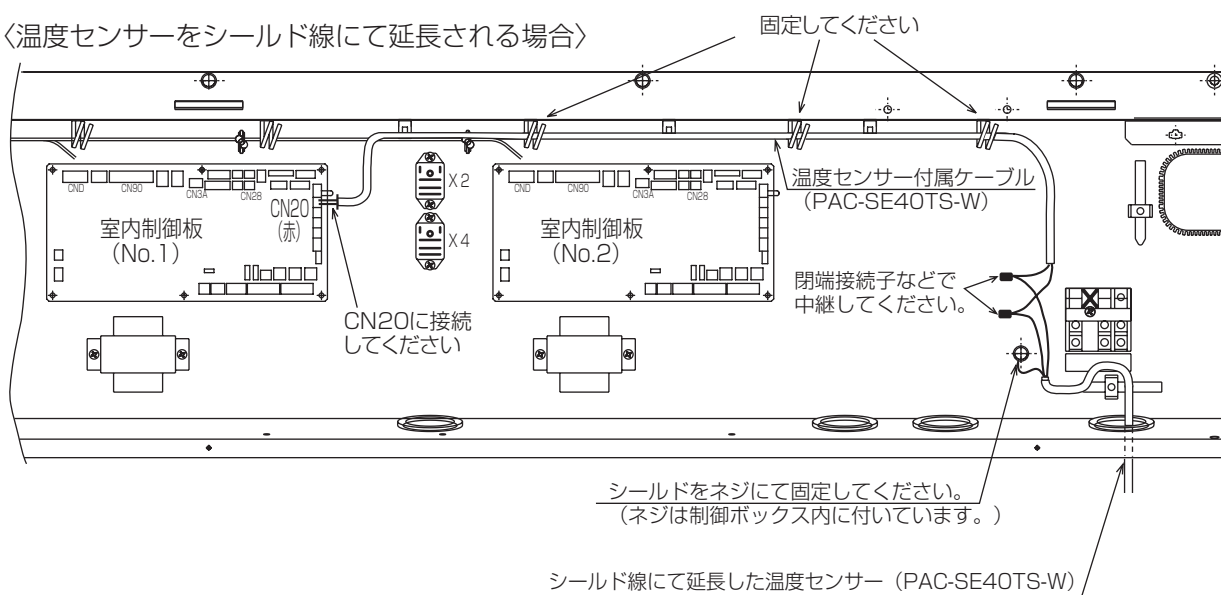 〈温度センサーをシールド線にて延長される場合〉
固定してください
温度センサー付属ケーブル
（PAC-SE40TS-W）
CND
CN90
CN3A
CN28
CN20
（赤）
室内制御板
（No.1）
X2
X4
CND
CN90
CN3A
CN28
室内制御板
（No.2）
閉端接続子などで
中継してください。
CN20に接続
してください
シールドをネジにて固定してください。
（ネジは制御ボックス内に付いています。）
シールド線にて延長した温度センサー（PAC-SE40TS-W）